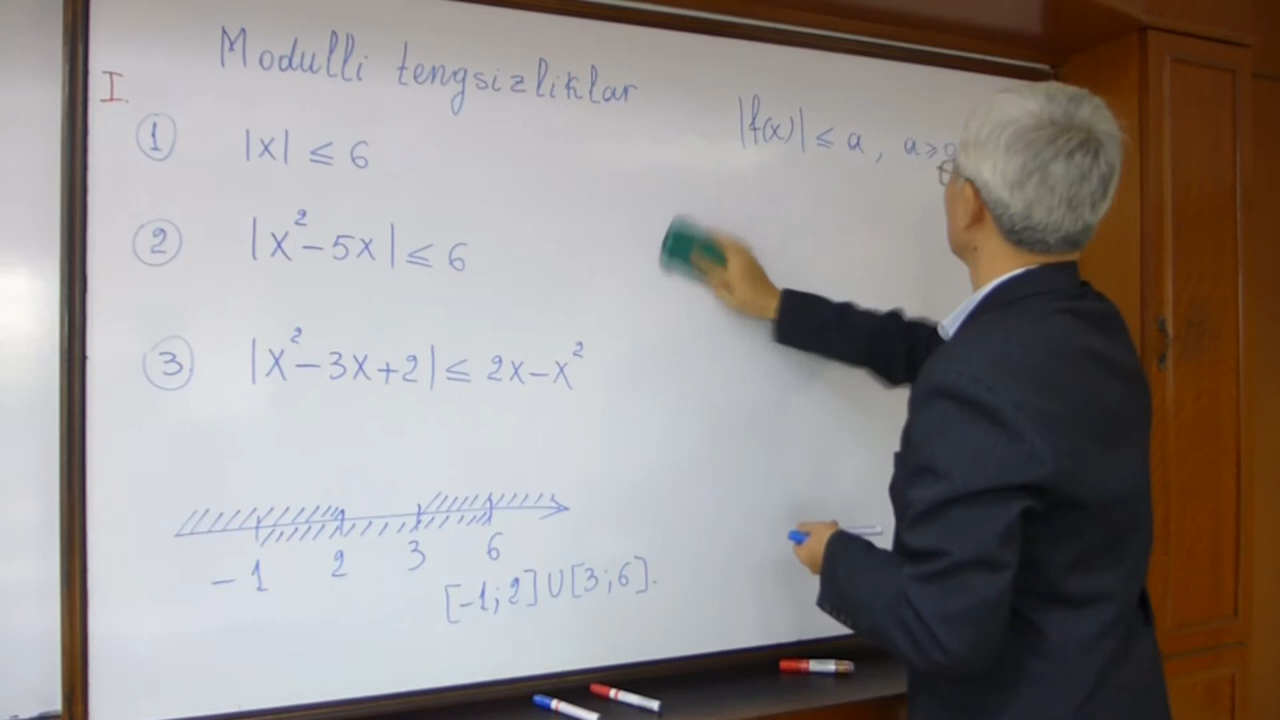 Modulli tengsizliklar
I.
① |x| ≤ 6
|f(x)| ≤ a, a≥
② |x²-5x| ≤ 6
③ |x²-3x+2| ≤ 2x-x²
-1 2 3 6
[-1;2]∪[3;6].